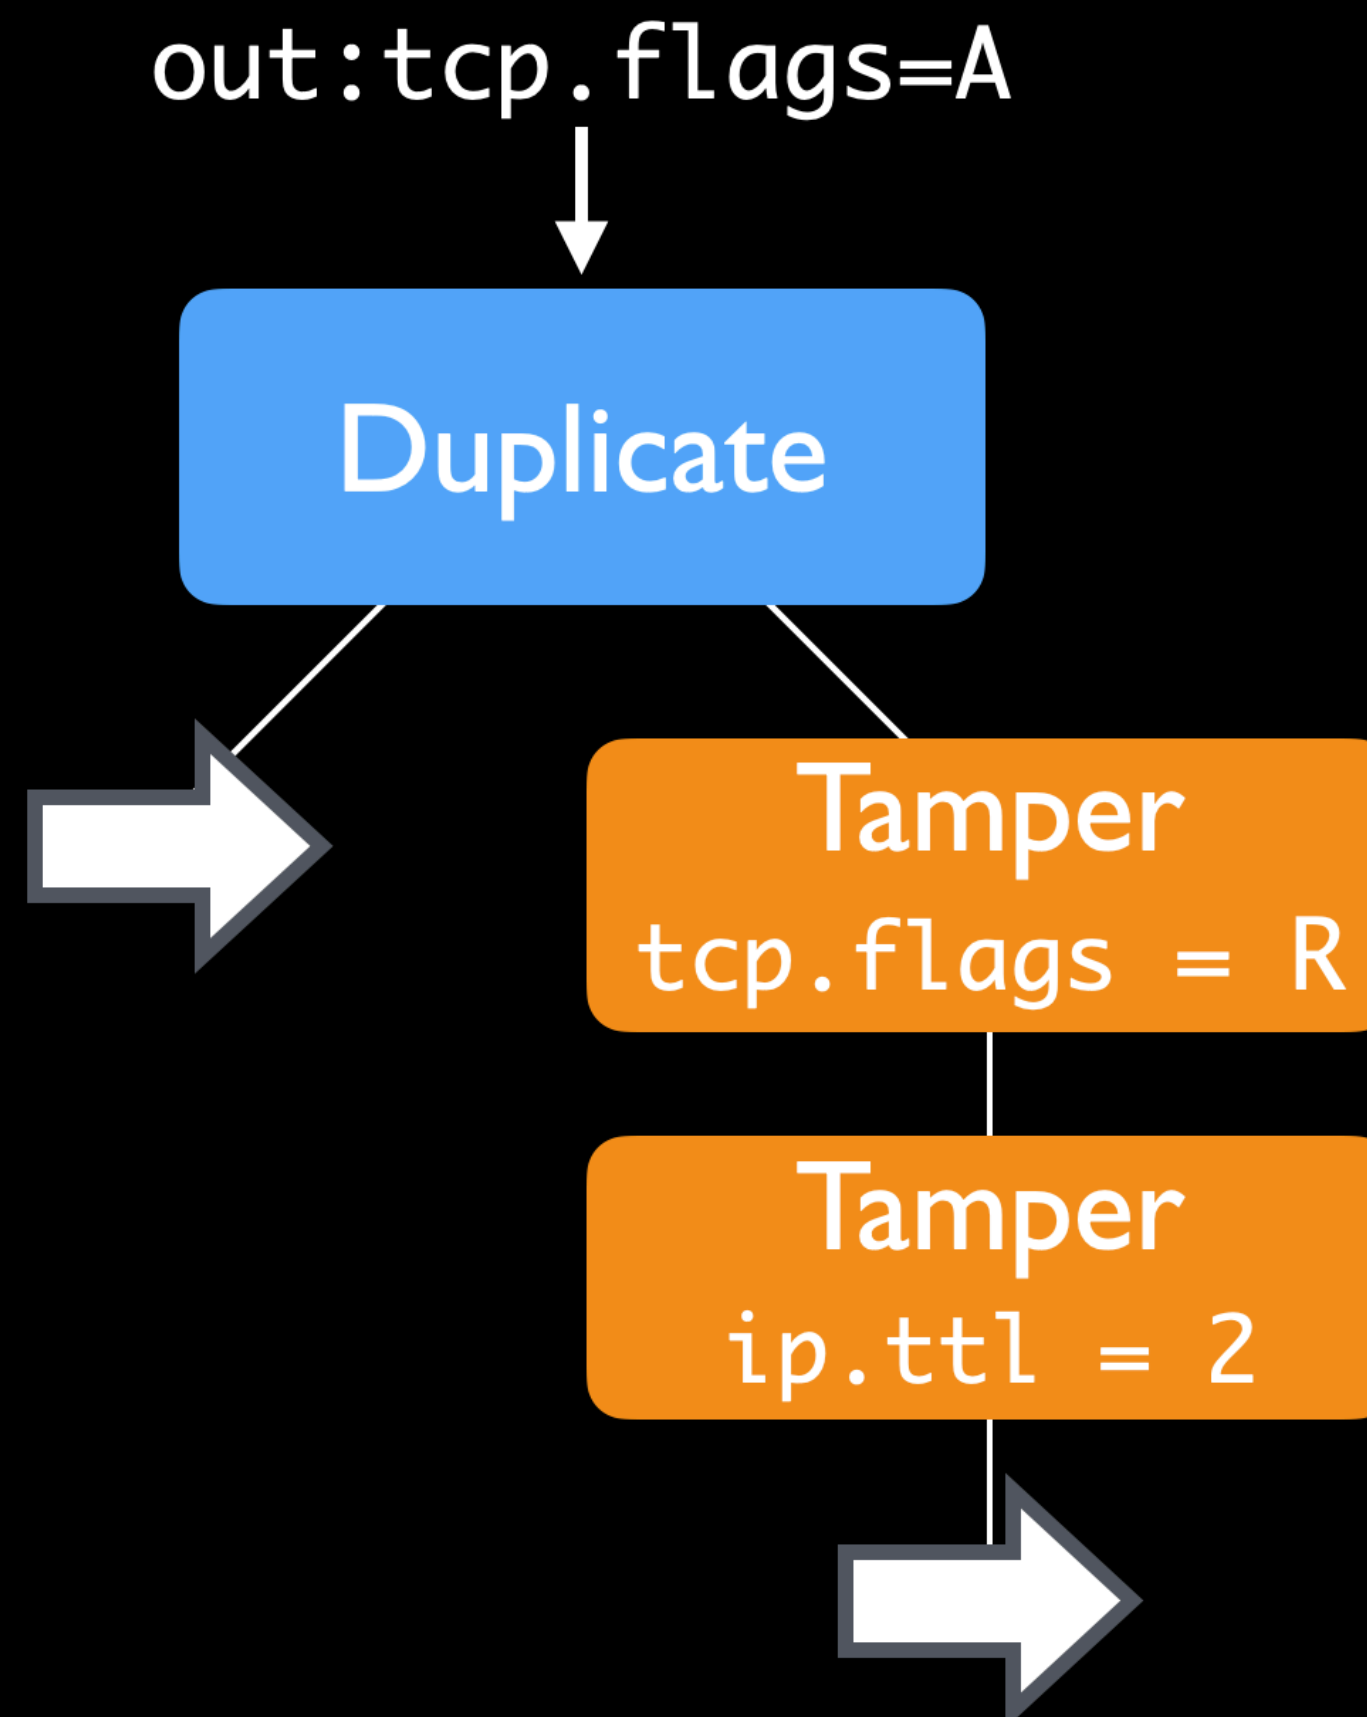 out:tcp.flags=A
Duplicate
Tamper
tcp.flags = R
Tamper
ip.ttl = 2